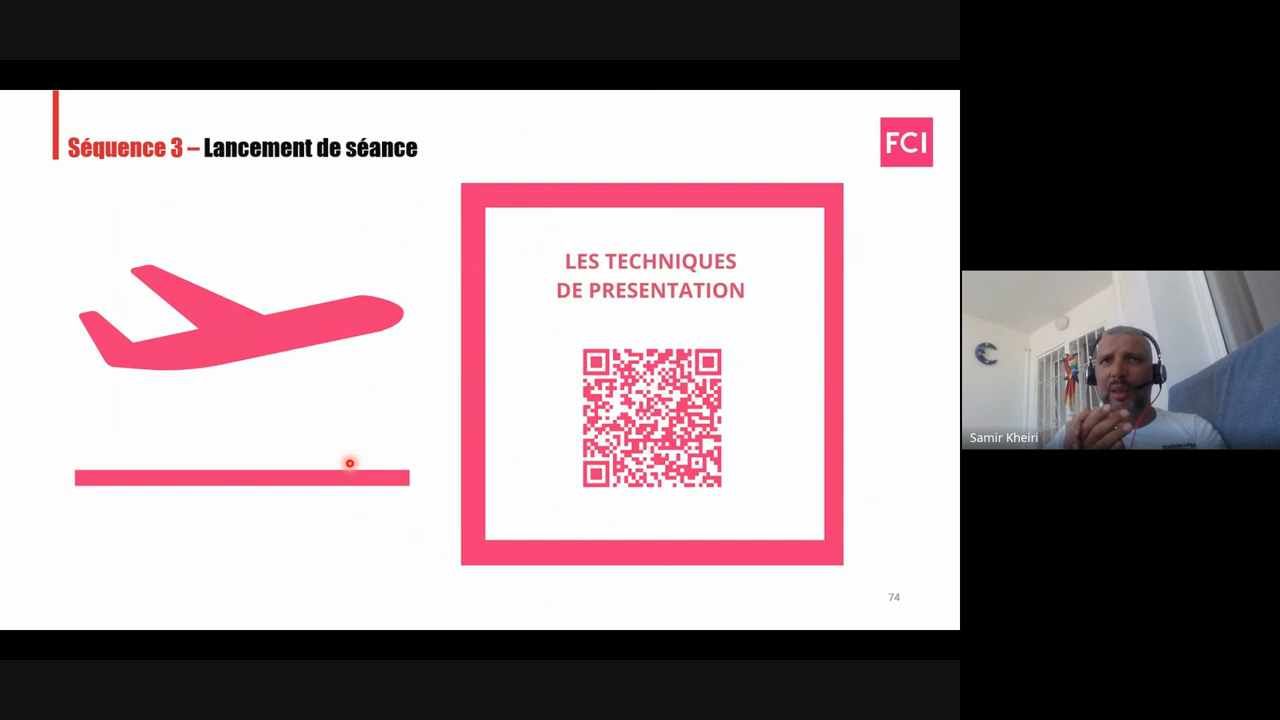 Séquence 3 – Lancement de séance
FCI
LES TECHNIQUES
DE PRESENTATION
Samir Kheiri
74